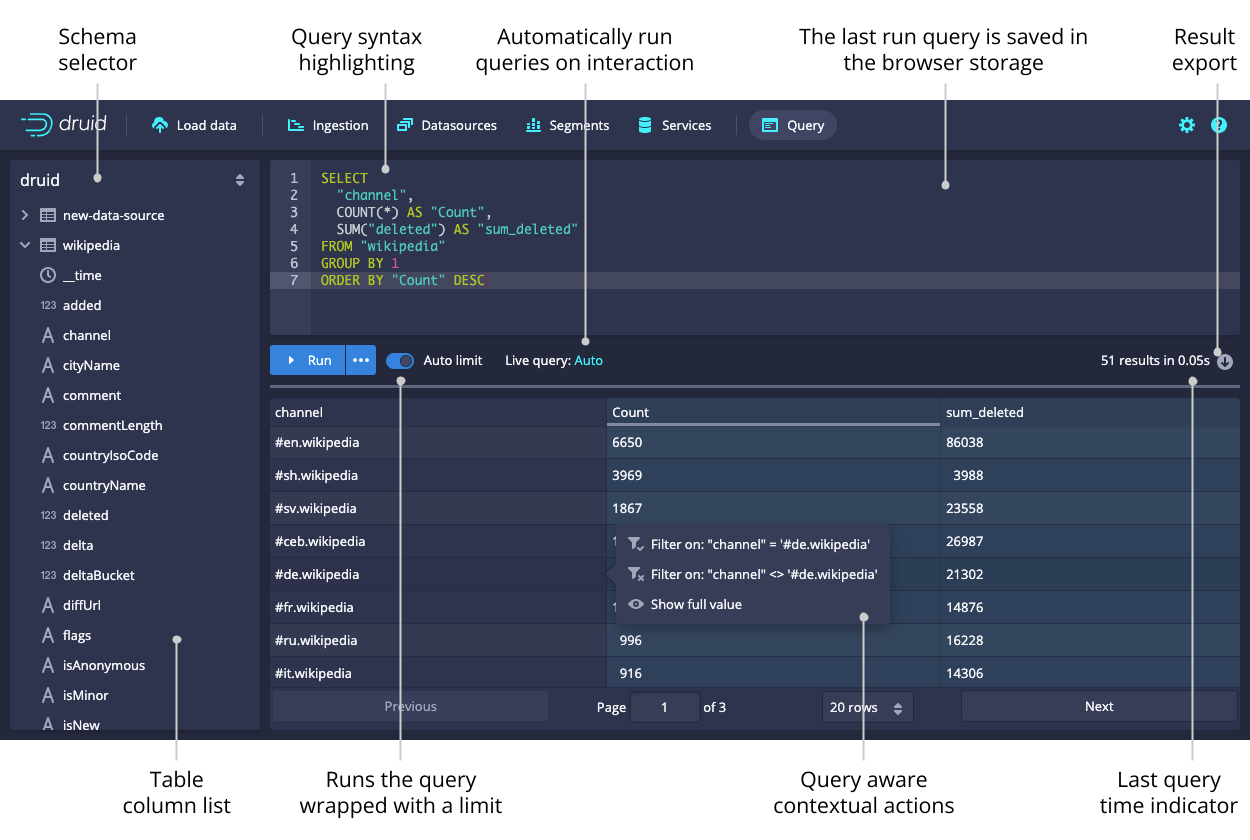 Schema
selector
Query syntax
highlighting
Automatically run
queries on interaction
The last run query is saved in
the browser storage
Result
export
druid
Load data
Ingestion
Datasources
Segments
Services
Query
?
druid
new-data-source
wikipedia
__time
123 added
A channel
A cityName
A comment
123 commentLength
A countryIsoCode
A countryName
123 deleted
123 delta
123 deltaBucket
A diffUrl
A flags
A isAnonymous
A isMinor
A isNew
1 SELECT
2 "channel",
3 COUNT(*) AS "Count",
4 SUM("deleted") AS "sum_deleted"
5 FROM "wikipedia"
6 GROUP BY 1
7 ORDER BY "Count" DESC
Run
Auto limit
Live query: Auto
51 results in 0.05s
channel Count sum_deleted
#en.wikipedia 6650 86038
#sh.wikipedia 3969 3988
#sv.wikipedia 1867 23558
#ceb.wikipedia 26987
#de.wikipedia 21302
#fr.wikipedia 14876
#ru.wikipedia 996 16228
#it.wikipedia 916 14306
Filter on: "channel" = '#de.wikipedia'
Filter on: "channel" <> '#de.wikipedia'
Show full value
Previous
Page 1 of 3
20 rows
Next
Table
column list
Runs the query
wrapped with a limit
Query aware
contextual actions
Last query
time indicator